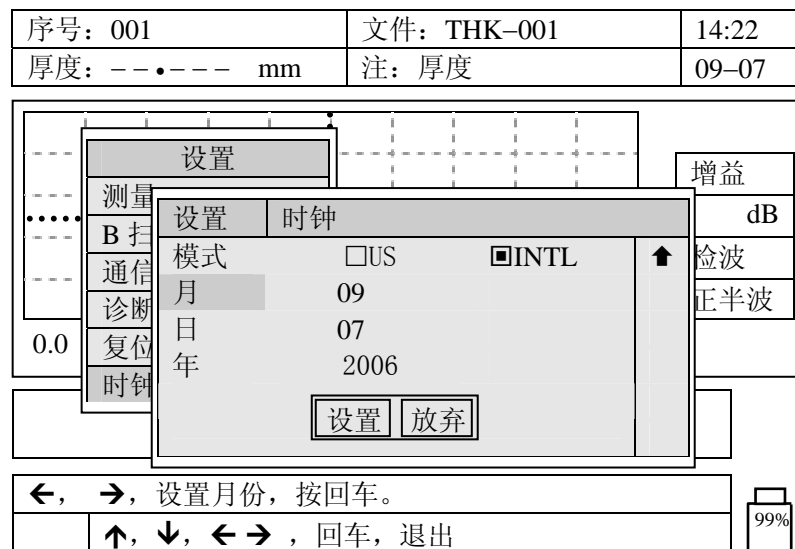 序号：001 文件：THK–001 14:22
厚度：– – • – – – mm 注：厚度 09–07
设置
测量
B 扫
通信
诊断
复位
时钟
设置 时钟
模式 □US ▣INTL ↑
月 09
日 07
年 2006
设置 放弃
增益
dB
检波
正半波
0.0
←， →，设置月份，按回车。
↑，↓，← → ，回车，退出
99%